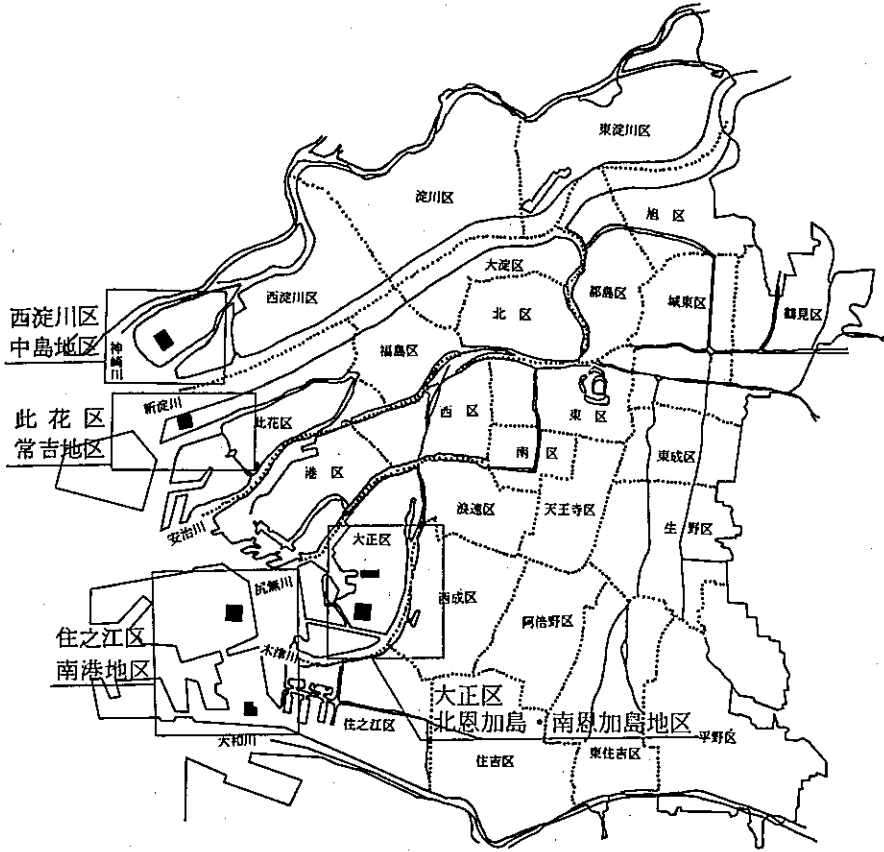 東淀川区
淀川区
旭区
大淀区
西淀川区
都島区
城東区
鶴見区
北区
西淀川区
中島地区
神崎川
福島区
新淀川
此花区
此花区
常吉地区
西区
東区
南区
東成区
港区
浪速区
天王寺区
生野区
安治川
大正区
尻無川
西成区
阿倍野区
住之江区
南港地区
木津川
大正区
北恩加島・南恩加島地区
住之江区
大和川
平野区
住吉区
東住吉区